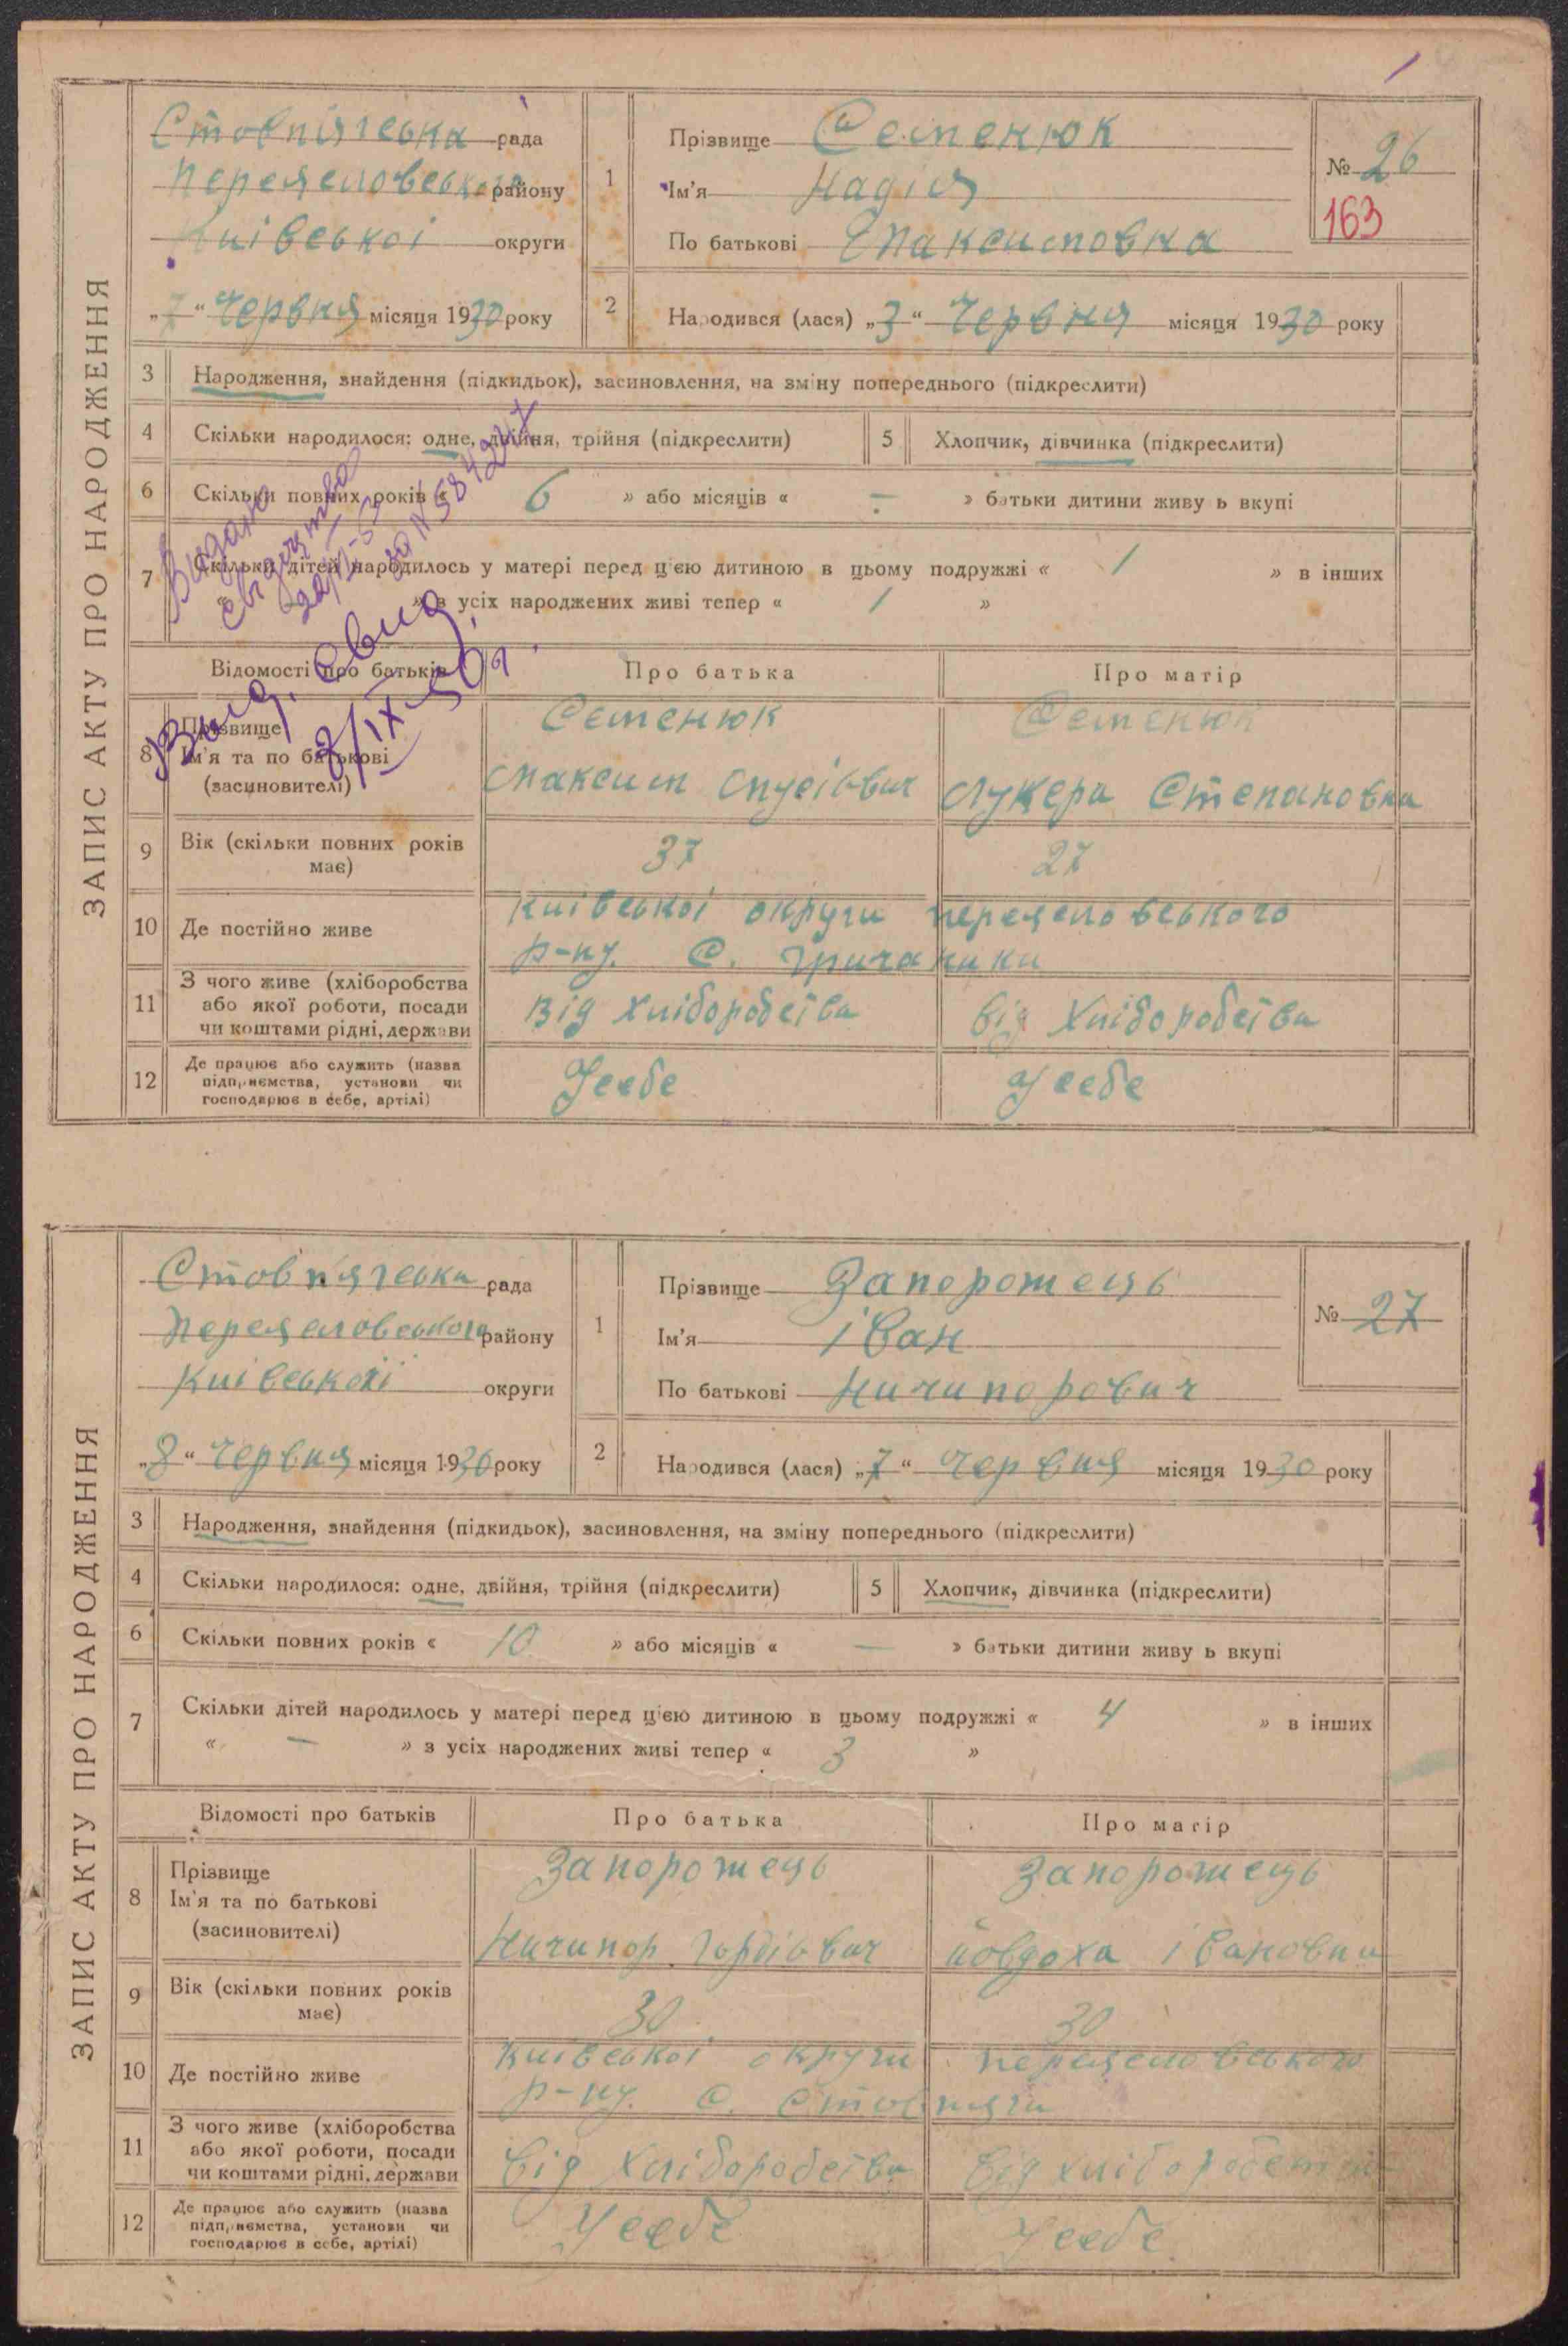 ЗАПИС АКТУ ПРО НАРОДЖЕННЯ
Стовпязська рада
Переяславського району
Київської округи
„7“ Червня місяця 1930 року
1
Прізвище Семенюк
Ім’я Надія
По батькові Максимовна
№ 26
163
2 Народився (лася) „3“ Червня місяця 1930 року
3 Народження, знайдення (підкидьок), засиновлення, на зміну попереднього (підкреслити)
4 Скільки народилося: одне, двійня, трійня (підкреслити) 5 Хлопчик, дівчинка (підкреслити)
6 Скільки повних років « 6 » або місяців « — » батьки дитини живу ь вкупі
7 Скільки дітей народилось у матері перед цією дитиною в цьому подружжі « 1 » в інших
» з усіх народжених живі тепер « 1 »
Видано
Выд. Свид.
Відомості про батьків Про батька Про матір
8 Прізвище
Ім’я та по батькові
(засиновителі)
Семенюк
Максим
Семенюк
Лукера Степановна
9 Вік (скільки повних років
має)
37 27
10 Де постійно живе
Київської округи Переяславського
р-ну. С.
11 З чого живе (хліборобства
або якої роботи, посади
чи коштами рідні, держави
Від Хліборобства від Хліборобства
12 Де працює або служить (назва
підприємства, установи чи
господарює в себе, артілі)
Усебе Усебе
ЗАПИС АКТУ ПРО НАРОДЖЕННЯ
Стовпязська рада
Переяславського району
Київської округи
„8“ Червня місяця 1930 року
1
Прізвище Запорожець
Ім’я іван
По батькові Ничипорович
№ 27
2 Народився (лася) „7“ Червня місяця 1930 року
3 Народження, знайдення (підкидьок), засиновлення, на зміну попереднього (підкреслити)
4 Скільки народилося: одне, двійня, трійня (підкреслити) 5 Хлопчик, дівчинка (підкреслити)
6 Скільки повних років « 10 » або місяців « — » батьки дитини живу ь вкупі
7 Скільки дітей народилось у матері перед цією дитиною в цьому подружжі « 4 » в інших
« — » з усіх народжених живі тепер « 3 »
Відомості про батьків Про батька Про матір
8 Прізвище
Ім’я та по батькові
(засиновителі)
Запорожець
Ничипор Гордіович
Запорожець
Йовдоха івановна
9 Вік (скільки повних років
має)
30 30
10 Де постійно живе
Київської округи Переяславського
р-ну. С. Стовпяги
11 З чого живе (хліборобства
або якої роботи, посади
чи коштами рідні, держави
від Хліборобства від хліборобства
12 Де працює або служить (назва
підприємства, установи чи
господарює в себе, артілі)
Усебе Усебе